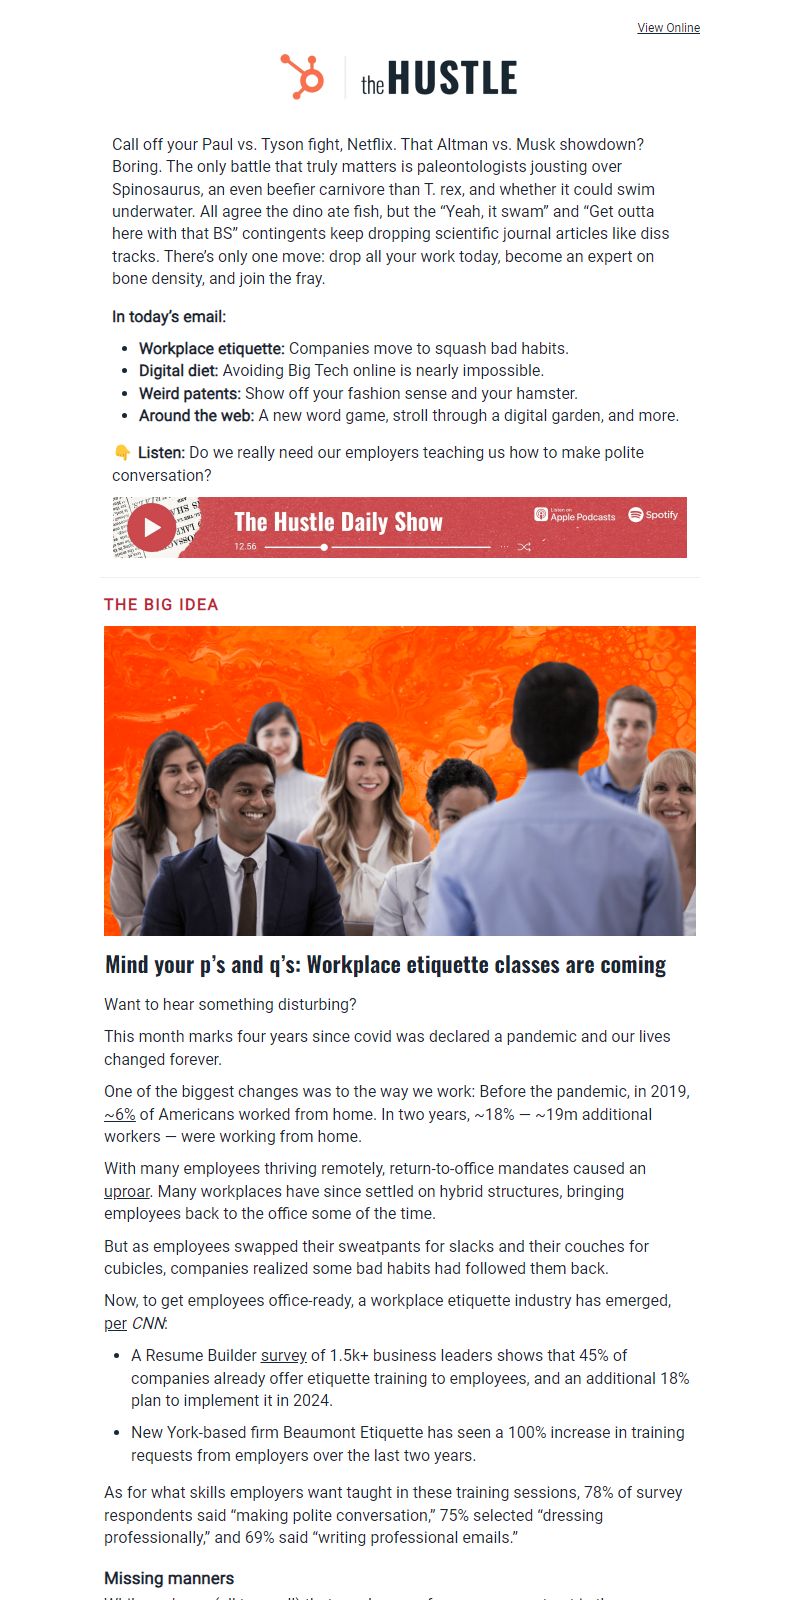 View Online
the HUSTLE
Call off your Paul vs. Tyson fight, Netflix. That Altman vs. Musk showdown?
Boring. The only battle that truly matters is paleontologists jousting over
Spinosaurus, an even beefier carnivore than T. rex, and whether it could swim
underwater. All agree the dino ate fish, but the “Yeah, it swam” and “Get outta
here with that BS” contingents keep dropping scientific journal articles like diss
tracks. There’s only one move: drop all your work today, become an expert on
bone density, and join the fray.
In today’s email:
• Workplace etiquette: Companies move to squash bad habits.
• Digital diet: Avoiding Big Tech online is nearly impossible.
• Weird patents: Show off your fashion sense and your hamster.
• Around the web: A new word game, stroll through a digital garden, and more.
👇 Listen: Do we really need our employers teaching us how to make polite
conversation?
The Hustle Daily Show
Listen on
Apple Podcasts
Spotify
12.56
THE BIG IDEA
Mind your p’s and q’s: Workplace etiquette classes are coming
Want to hear something disturbing?
This month marks four years since covid was declared a pandemic and our lives
changed forever.
One of the biggest changes was to the way we work: Before the pandemic, in 2019,
~6% of Americans worked from home. In two years, ~18% — ~19m additional
workers — were working from home.
With many employees thriving remotely, return-to-office mandates caused an
uproar. Many workplaces have since settled on hybrid structures, bringing
employees back to the office some of the time.
But as employees swapped their sweatpants for slacks and their couches for
cubicles, companies realized some bad habits had followed them back.
Now, to get employees office-ready, a workplace etiquette industry has emerged,
per CNN:
• A Resume Builder survey of 1.5k+ business leaders shows that 45% of
companies already offer etiquette training to employees, and an additional 18%
plan to implement it in 2024.
• New York-based firm Beaumont Etiquette has seen a 100% increase in training
requests from employers over the last two years.
As for what skills employers want taught in these training sessions, 78% of survey
respondents said “making polite conversation,” 75% selected “dressing
professionally,” and 69% said “writing professional emails.”
Missing manners